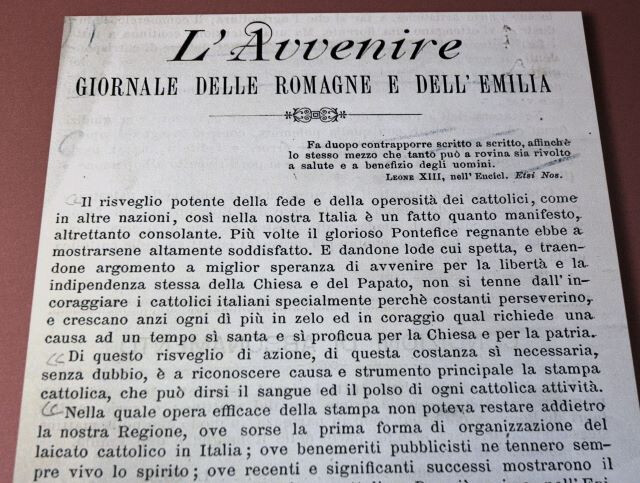 L'Avvenire
GIORNALE DELLE ROMAGNE E DELL'EMILIA
Fa duopo contrapporre scritto a scritto, affinchè
lo stesso mezzo che tanto può a rovina sia rivolto
a salute e a benefizio degli uomini.
LEONE XIII, nell'Encicl. Etsi Nos.
Il risveglio potente della fede e della operosità dei cattolici, come
in altre nazioni, così nella nostra Italia è un fatto quanto manifesto,
altrettanto consolante. Più volte il glorioso Pontefice regnante ebbe a
mostrarsene altamente soddisfatto. E dandone lode cui spetta, e traen-
done argomento a miglior speranza di avvenire per la libertà e la
indipendenza stessa della Chiesa e del Papato, non si tenne dall'in-
coraggiare i cattolici italiani specialmente perchè costanti perseverino,
e crescano anzi ogni dì più in zelo ed in coraggio qual richiede una
causa ad un tempo sì santa e sì proficua per la Chiesa e per la patria.
Di questo risveglio di azione, di questa costanza sì necessaria,
senza dubbio, è a riconoscere causa e strumento principale la stampa
cattolica, che può dirsi il sangue ed il polso di ogni cattolica attività.
Nella quale opera efficace della stampa non poteva restare addietro
la nostra Regione, ove sorse la prima forma di organizzazione del
laicato cattolico in Italia; ove benemeriti pubblicisti ne tennero sem-
pre vivo lo spirito; ove recenti e significanti successi mostrarono il